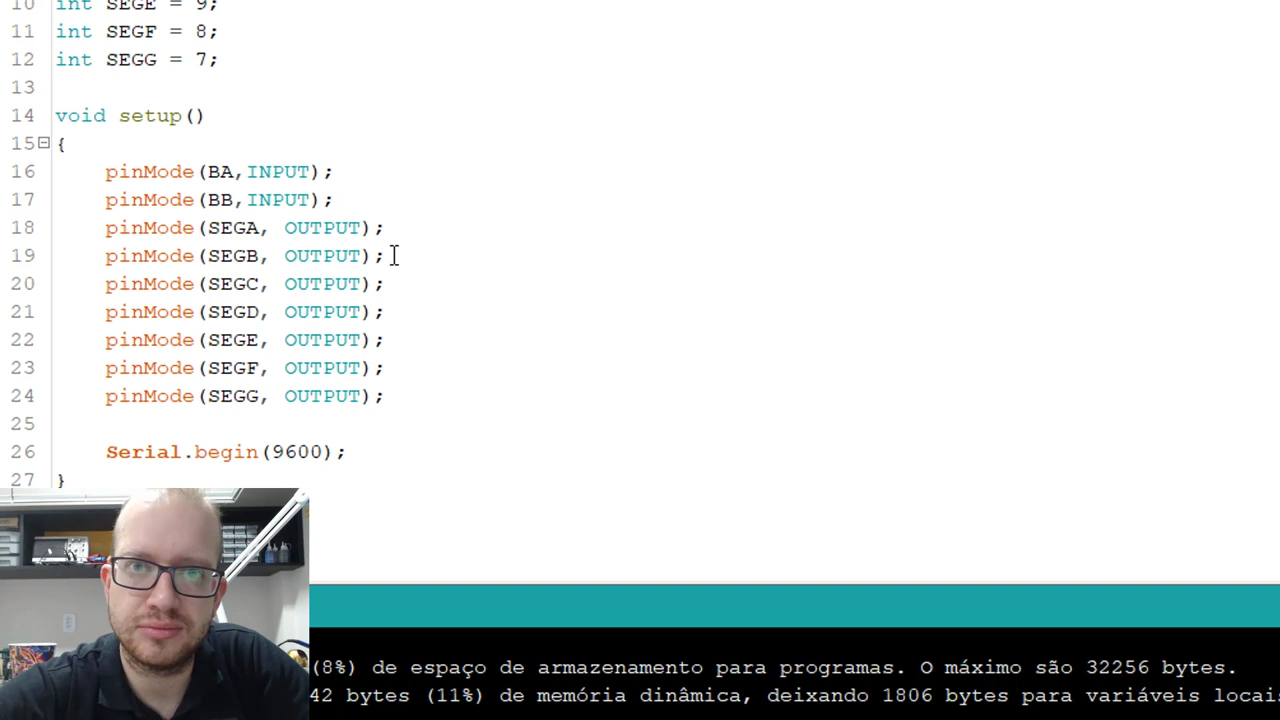 10 int SEGE = 9;
11 int SEGF = 8;
12 int SEGG = 7;
13
14 void setup()
15 {
16 pinMode(BA,INPUT);
17 pinMode(BB,INPUT);
18 pinMode(SEGA, OUTPUT);
19 pinMode(SEGB, OUTPUT);
20 pinMode(SEGC, OUTPUT);
21 pinMode(SEGD, OUTPUT);
22 pinMode(SEGE, OUTPUT);
23 pinMode(SEGF, OUTPUT);
24 pinMode(SEGG, OUTPUT);
25
26 Serial.begin(9600);
27 }
(8%) de espaço de armazenamento para programas. O máximo são 32256 bytes.
42 bytes (11%) de memória dinâmica, deixando 1806 bytes para variáveis locais